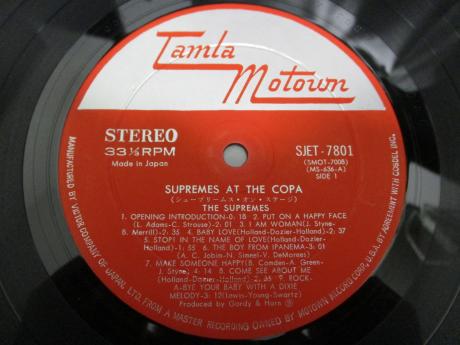 Tamla
Motown
STEREO
33⅓RPM
Made in Japan
SJET-7801
(SMOT-7008)
(MS-636-A)
SIDE 1
SUPREMES AT THE COPA
(シュープリームス・オン・ステージ)
THE SUPREMES
1. OPENING INTRODUCTION-0: 18 2. PUT ON A HAPPY FACE
(L. Adams-C. Strause)-2: 01 3. I AM WOMAN(J. Styne-
B. Merrill)-2: 35 4. BABY LOVE(Holland-Dozier-Holland)-2: 37
5. STOP! IN THE NAME OF LOVE(Holland-Dozier-
Holland)-2: 51 6. THE BOY FROM IPANEMA-3: 01
(A. C. Jobim-N. Simeel-V. DeMoraes)
7. MAKE SOMEONE HAPPY(B. Camden-A. Green-
J. Styne)-4: 14 8. COME SEE ABOUT ME
(Holland-Dozier-Holland)-2: 35 9. ROCK-
A-BYE YOUR BABY WITH A DIXIE
MELODY-3: 12(Lewis-Young-Swartz)
Produced by Gordy & Horn Ⓟ
MANUFACTURED BY VICTOR COMPANY OF JAPAN, LTD. FROM A MASTER RECORDING OWNED BY MOTOWN RECORD CORP. U.S.A. BY AGREEMENT WITH COSDEL INC.